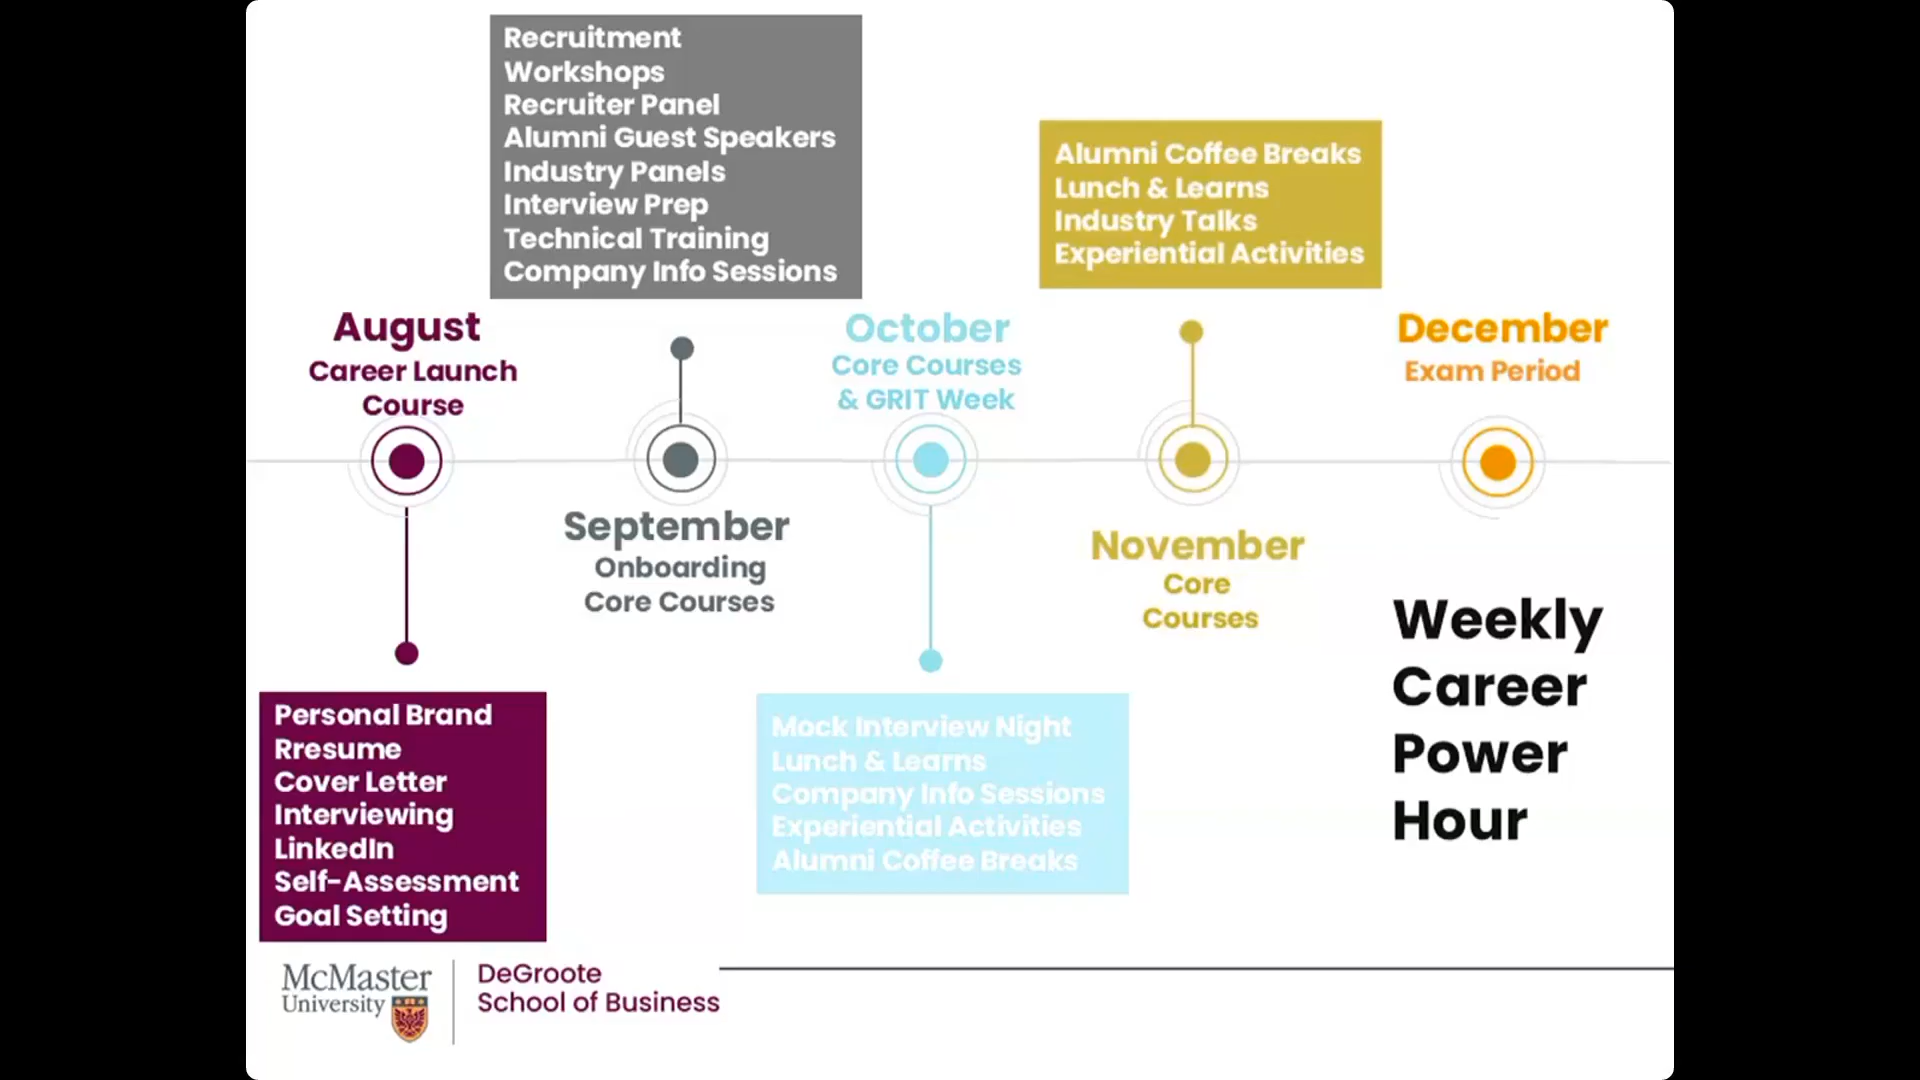 Recruitment
Workshops
Recruiter Panel
Alumni Guest Speakers
Industry Panels
Interview Prep
Technical Training
Company Info Sessions
Alumni Coffee Breaks
Lunch & Learns
Industry Talks
Experiential Activities
August
Career Launch
Course
October
Core Courses
& GRIT Week
December
Exam Period
September
Onboarding
Core Courses
November
Core
Courses
Weekly
Career
Power
Hour
Personal Brand
Rresume
Cover Letter
Interviewing
LinkedIn
Self-Assessment
Goal Setting
Mock Interview Night
Lunch & Learns
Company Info Sessions
Experiential Activities
Alumni Coffee Breaks
McMaster
University
DeGroote
School of Business